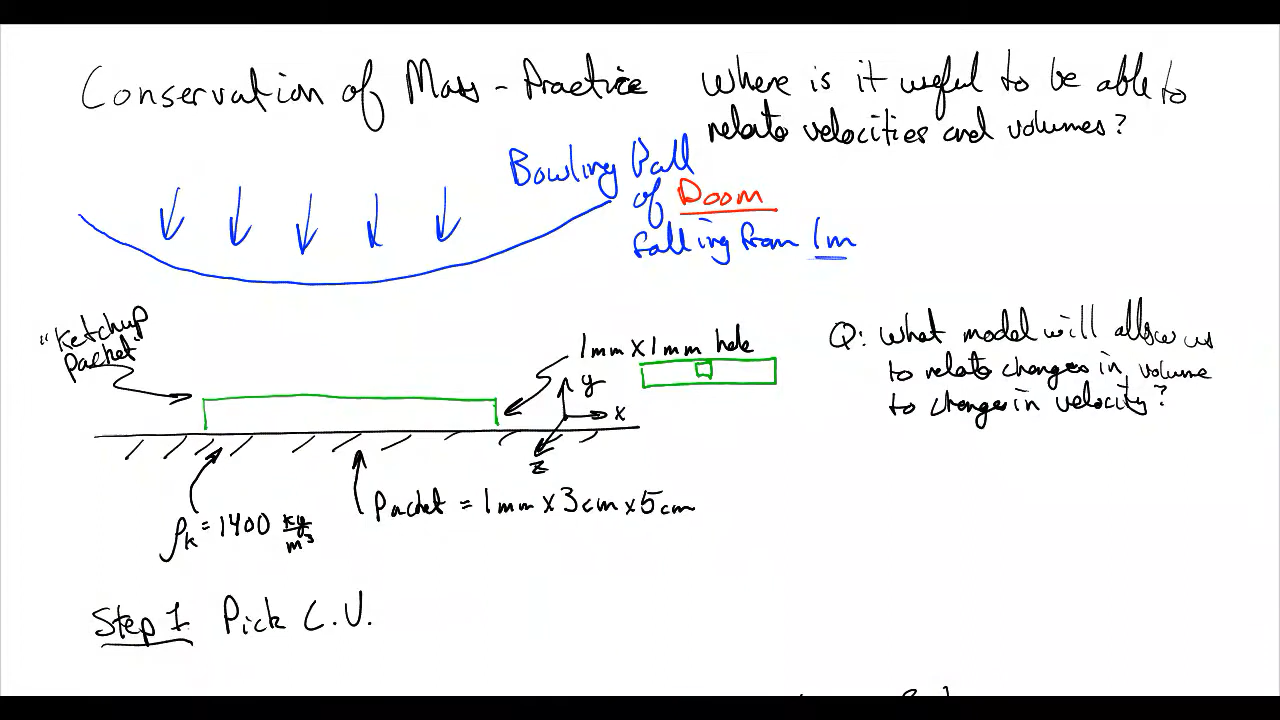 Conservation of Mass - Practice
Where is it useful to be able to
relate velocities and volumes?
Bowling Ball
of Doom
falling from 1m
"Ketchup
Packet"
1mm x 1mm hole
y
x
z
Q: What model will allow us
to relate changes in volume
to changes in velocity?
Packet = 1mm x 3cm x 5cm
ρk = 1400 kg/m³
Step 1 Pick C.V.